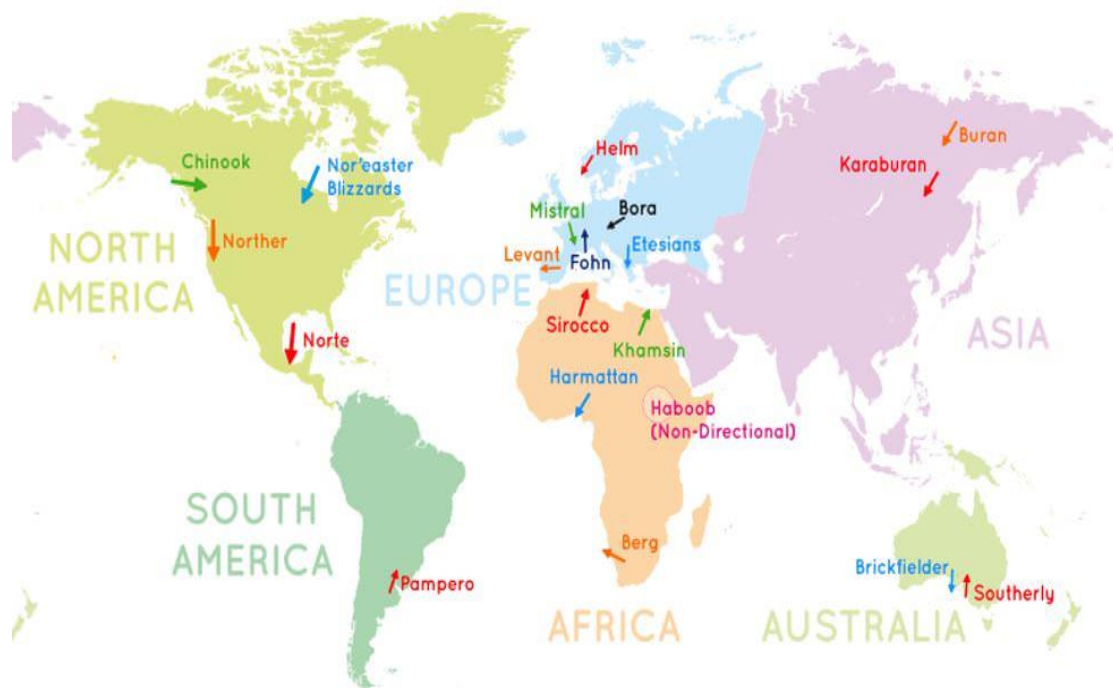 Chinook
Nor'easter
Blizzards
Norther
NORTH
AMERICA
Norte
SOUTH
AMERICA
Pampero
Helm
Mistral
Bora
Levant
Fohn
Etesians
EUROPE
Sirocco
Khamsin
Harmattan
Haboob
(Non-Directional)
Berg
AFRICA
Buran
Karaburan
ASIA
Brickfielder
Southerly
AUSTRALIA